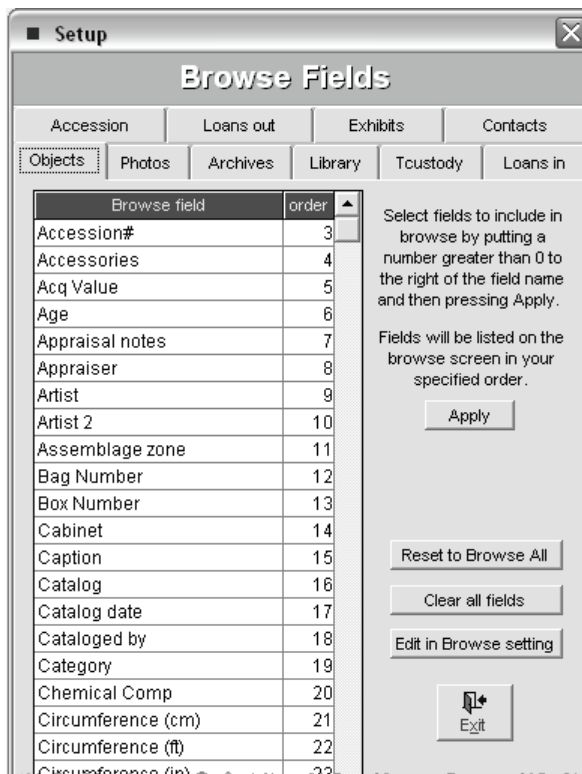 Setup
Browse Fields
Accession Loans out Exhibits Contacts
Objects Photos Archives Library Tcustody Loans in
Browse field order
Accession# 3
Accessories 4
Acq Value 5
Age 6
Appraisal notes 7
Appraiser 8
Artist 9
Artist 2 10
Assemblage zone 11
Bag Number 12
Box Number 13
Cabinet 14
Caption 15
Catalog 16
Catalog date 17
Cataloged by 18
Category 19
Chemical Comp 20
Circumference (cm) 21
Circumference (ft) 22
Circumference (in) 23
Select fields to include in
browse by putting a
number greater than 0 to
the right of the field name
and then pressing Apply.
Fields will be listed on the
browse screen in your
specified order.
Apply
Reset to Browse All
Clear all fields
Edit in Browse setting
Exit